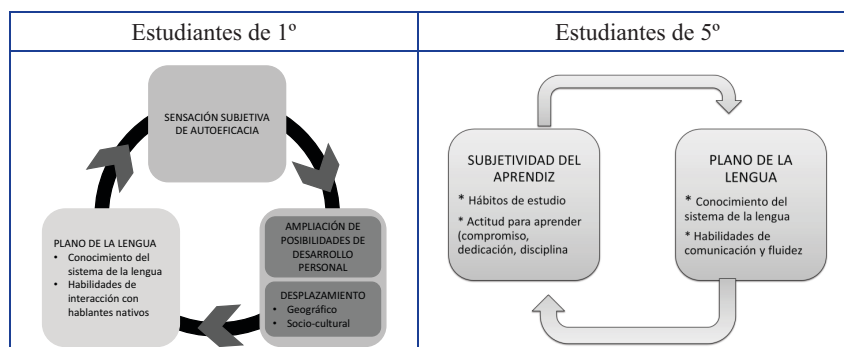 Estudiantes de 1º
Estudiantes de 5º
SENSACIÓN SUBJETIVA
DE AUTOEFICACIA
PLANO DE LA LENGUA
• Conocimiento del
sistema de la lengua
• Habilidades de
interacción con
hablantes nativos
AMPLIACIÓN DE
POSIBILIDADES DE
DESARROLLO
PERSONAL
DESPLAZAMIENTO
• Geográfico
• Socio-cultural
SUBJETIVIDAD DEL
APRENDIZ
* Hábitos de estudio
* Actitud para aprender
(compromiso,
dedicación, disciplina
PLANO DE LA
LENGUA
* Conocimiento del
sistema de la lengua
* Habilidades de
comunicación y fluidez